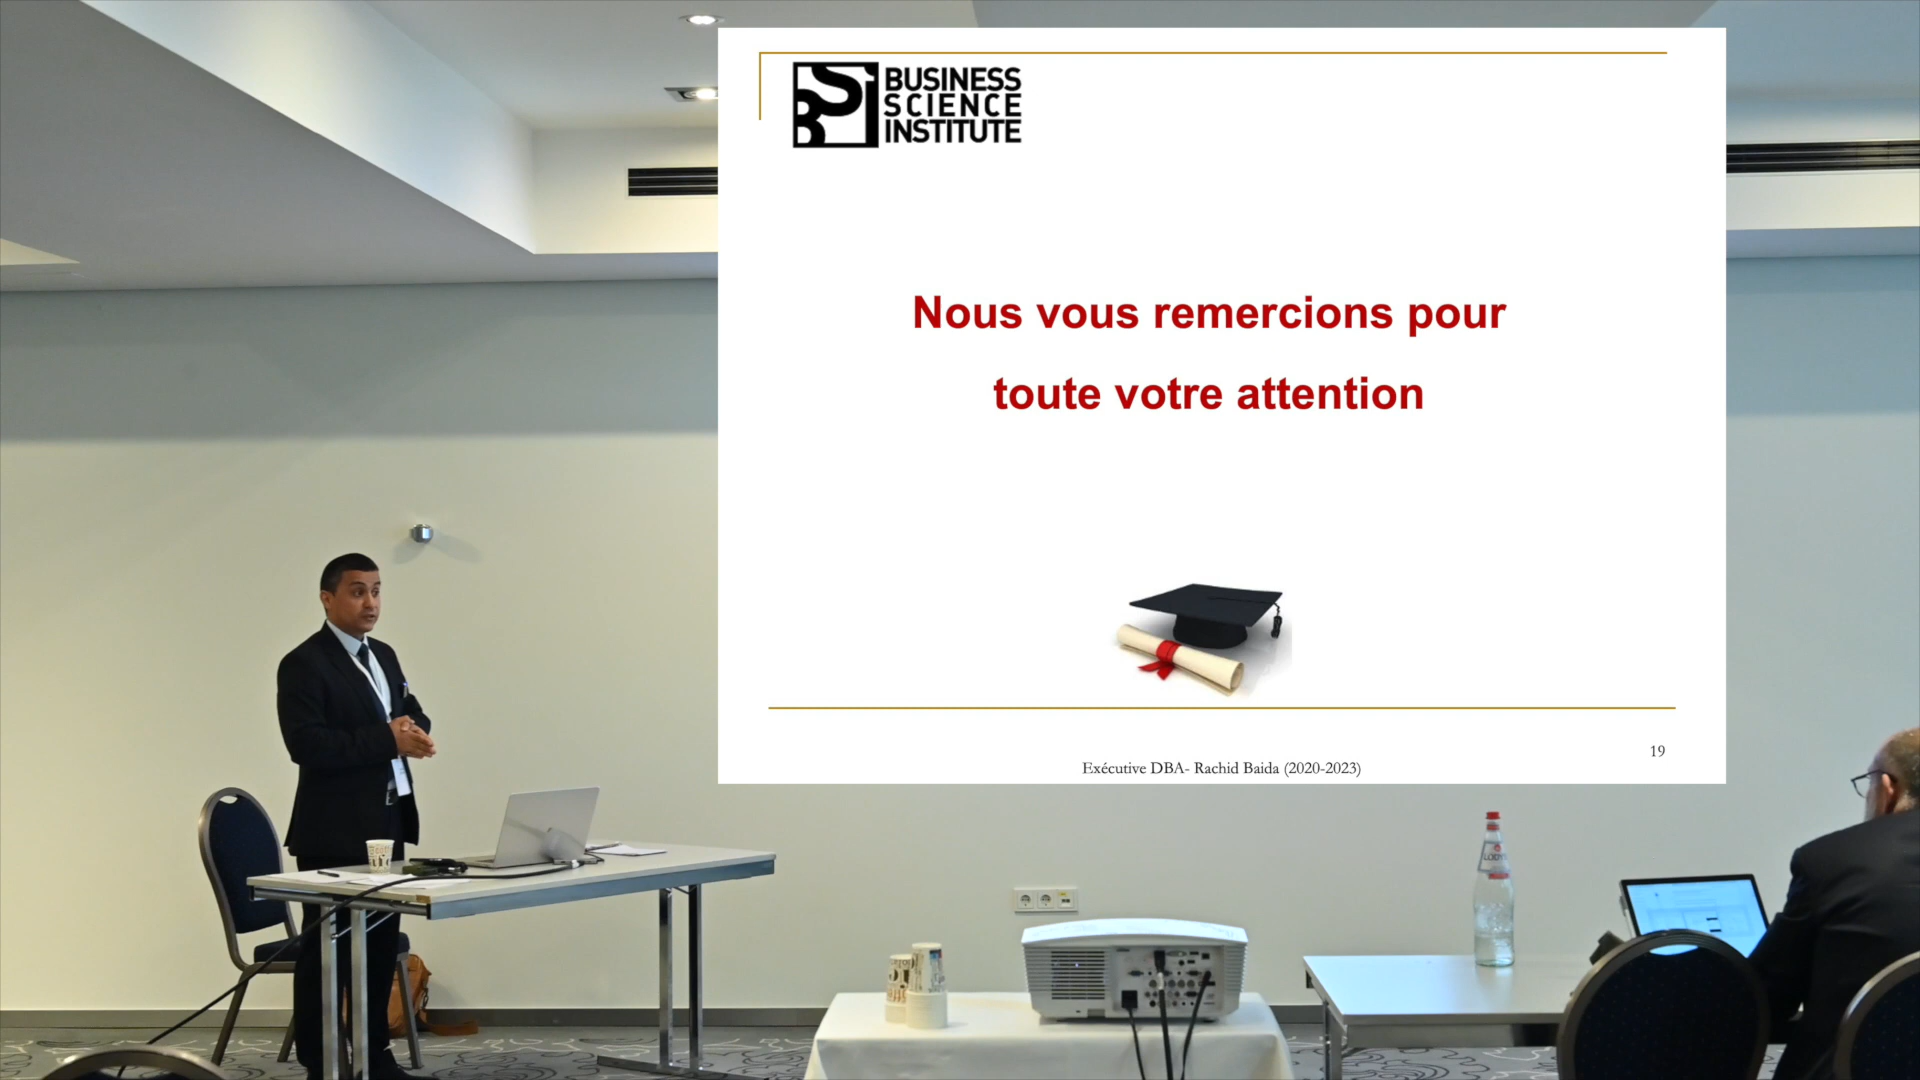 BUSINESS
SCIENCE
INSTITUTE
Nous vous remercions pour
toute votre attention
19
Exécutive DBA- Rachid Baida (2020-2023)